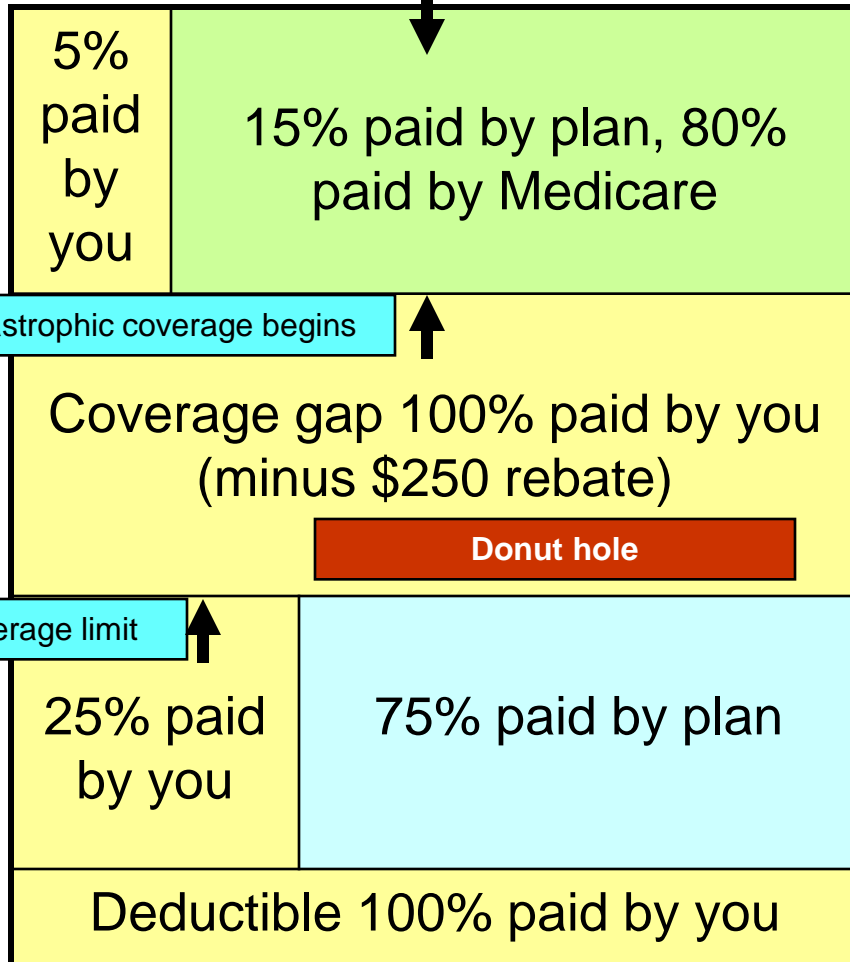 5%
paid
by
you
15% paid by plan, 80%
paid by Medicare
strophic coverage begins
Coverage gap 100% paid by you
(minus $250 rebate)
Donut hole
erage limit
25% paid
by you
75% paid by plan
Deductible 100% paid by you